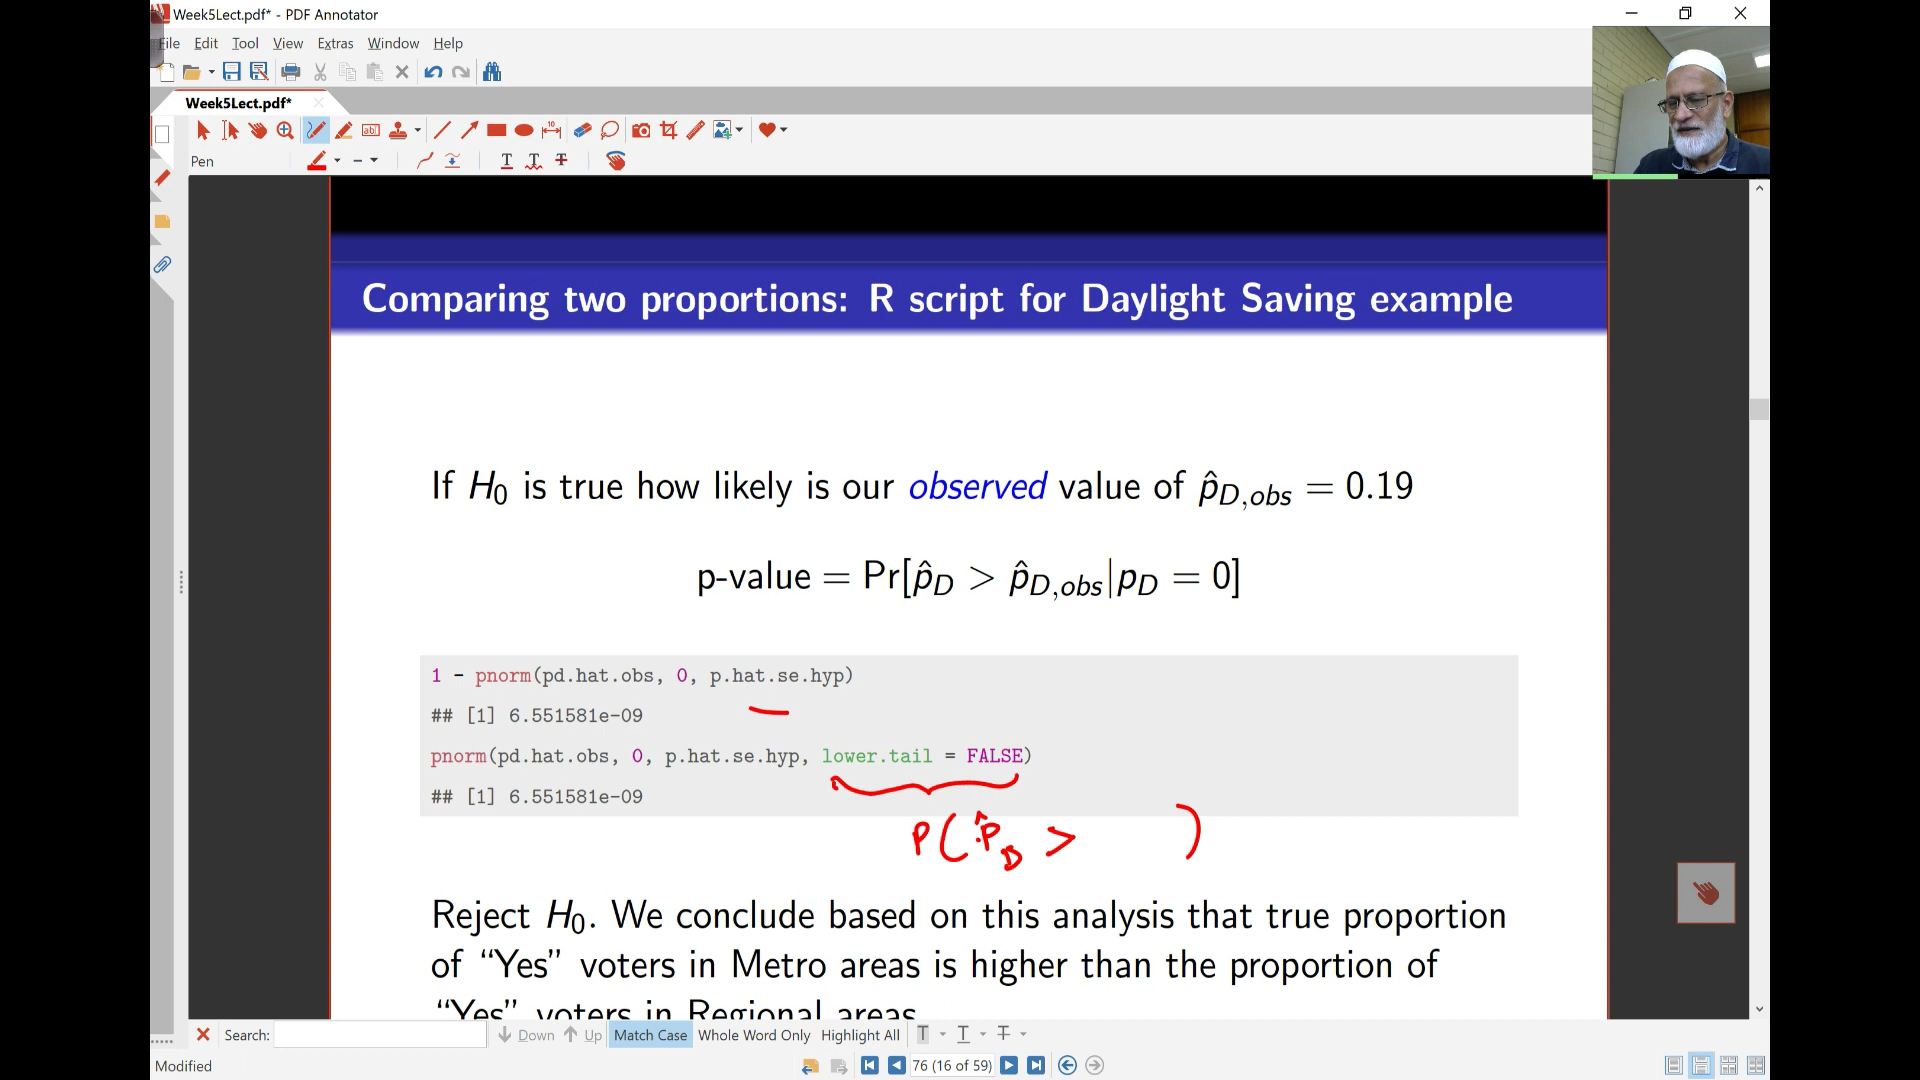 Week5Lect.pdf* - PDF Annotator
File Edit Tool View Extras Window Help
Week5Lect.pdf*
Pen
Comparing two proportions: R script for Daylight Saving example
If H₀ is true how likely is our observed value of p̂_D,obs = 0.19
p-value = Pr[p̂_D > p̂_D,obs|p_D = 0]
1 - pnorm(pd.hat.obs, 0, p.hat.se.hyp)
## [1] 6.551581e-09
pnorm(pd.hat.obs, 0, p.hat.se.hyp, lower.tail = FALSE)
## [1] 6.551581e-09
P(p̂_D > )
Reject H₀. We conclude based on this analysis that true proportion
of “Yes” voters in Metro areas is higher than the proportion of
“Yes” voters in Regional areas
Search: Down Up Match Case Whole Word Only Highlight All
Modified 76 (16 of 59)